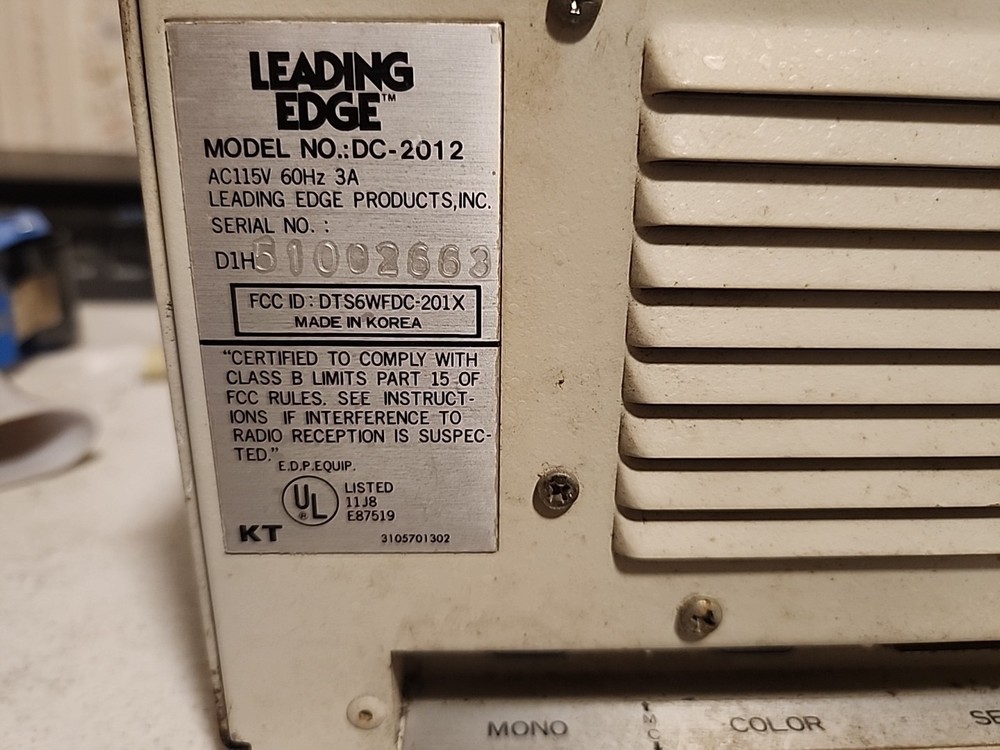 LEADING
EDGE™
MODEL NO.:DC-2012
AC115V 60Hz 3A
LEADING EDGE PRODUCTS,INC.
SERIAL NO. :
D1H51002663
FCC ID : DTS6WFDC-201X
MADE IN KOREA
“CERTIFIED TO COMPLY WITH
CLASS B LIMITS PART 15 OF
FCC RULES. SEE INSTRUCT-
IONS IF INTERFERENCE TO
RADIO RECEPTION IS SUSPEC-
TED.”
E.D.P.EQUIP.
UL®
LISTED
11J8
E87519
KT
3105701302
MONO
COLOR